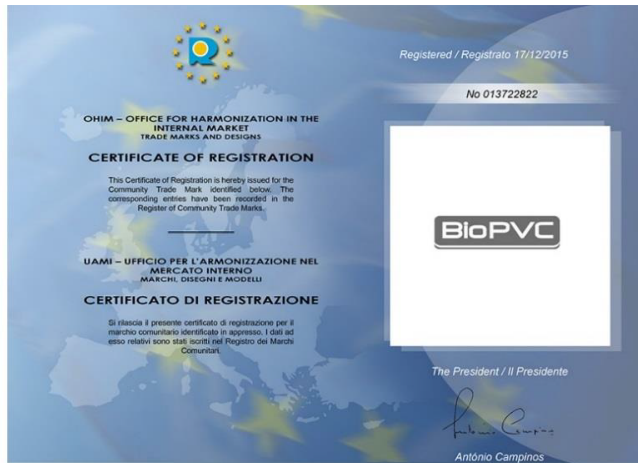 OHIM – OFFICE FOR HARMONIZATION IN THE
INTERNAL MARKET
TRADE MARKS AND DESIGNS
CERTIFICATE OF REGISTRATION
This Certificate of Registration is hereby issued for the
Community Trade Mark identified below. The
corresponding entries have been recorded in the
Register of Community Trade Marks.
UAMI – UFFICIO PER L'ARMONIZZAZIONE NEL
MERCATO INTERNO
MARCHI, DISEGNI E MODELLI
CERTIFICATO DI REGISTRAZIONE
Si rilascia il presente certificato di registrazione per il
marchio comunitario identificato in appresso. I dati ad
esso relativi sono stati iscritti nel Registro dei Marchi
Comunitari.
Registered / Registrato 17/12/2015
No 013722822
BioPVC
The President / Il Presidente
António Campinos